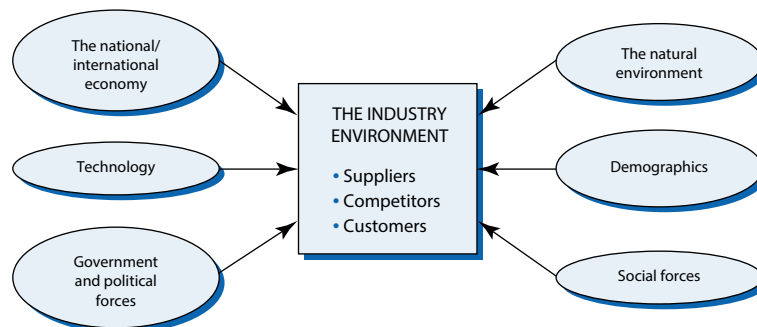 The national/
international
economy
Technology
Government
and political
forces
THE INDUSTRY
ENVIRONMENT
• Suppliers
• Competitors
• Customers
The natural
environment
Demographics
Social forces